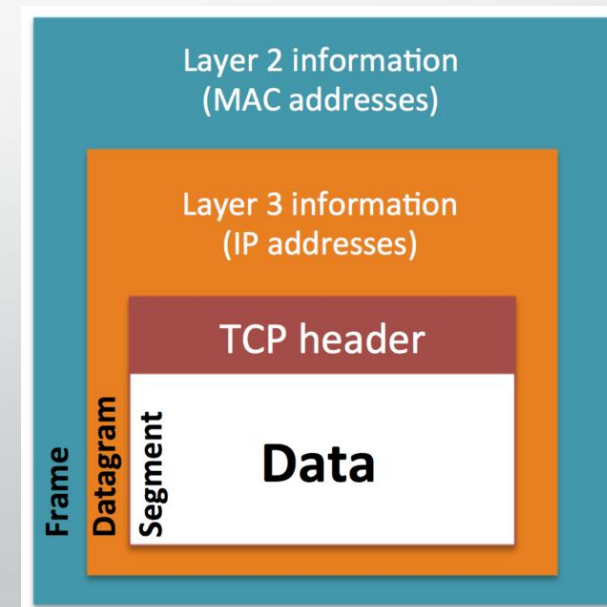 Layer 2 information
(MAC addresses)
Layer 3 information
(IP addresses)
TCP header
Data
Segment
Datagram
Frame